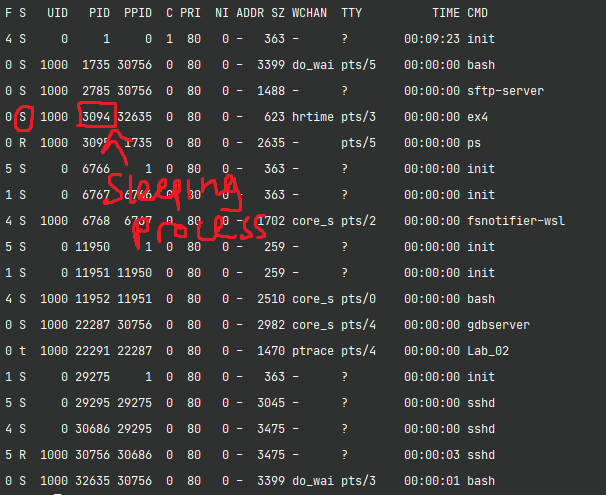 F S UID PID PPID C PRI NI ADDR SZ WCHAN TTY TIME CMD
4 S 0 1 0 1 80 0 - 363 - ? 00:09:23 init
0 S 1000 1735 30756 0 80 0 - 3399 do_wai pts/5 00:00:00 bash
0 S 1000 2785 30756 0 80 0 - 1488 - ? 00:00:00 sftp-server
0 S 1000 3094 32635 0 80 0 - 623 hrtime pts/3 00:00:00 ex4
0 R 1000 3095 1735 0 80 0 - 2635 - pts/5 00:00:00 ps
5 S 0 6766 1 0 80 0 - 363 - ? 00:00:00 init
1 S 0 6767 6766 0 80 0 - 363 - ? 00:00:00 init
Sleeping
4 S 1000 6768 6767 0 80 0 - 1702 core_s pts/2 00:00:00 fsnotifier-wsl
process
5 S 0 11950 1 0 80 0 - 259 - ? 00:00:00 init
1 S 0 11951 11950 0 80 0 - 259 - ? 00:00:00 init
4 S 1000 11952 11951 0 80 0 - 2510 core_s pts/0 00:00:00 bash
0 S 1000 22287 30756 0 80 0 - 2982 core_s pts/4 00:00:00 gdbserver
0 t 1000 22291 22287 0 80 0 - 1470 ptrace pts/4 00:00:00 Lab_02
1 S 0 29275 1 0 80 0 - 363 - ? 00:00:00 init
5 S 0 29295 29275 0 80 0 - 3045 - ? 00:00:00 sshd
4 S 0 30686 29295 0 80 0 - 3475 - ? 00:00:00 sshd
5 R 1000 30756 30686 0 80 0 - 3475 - ? 00:00:03 sshd
0 S 1000 32635 30756 0 80 0 - 3399 do_wai pts/3 00:00:01 bash